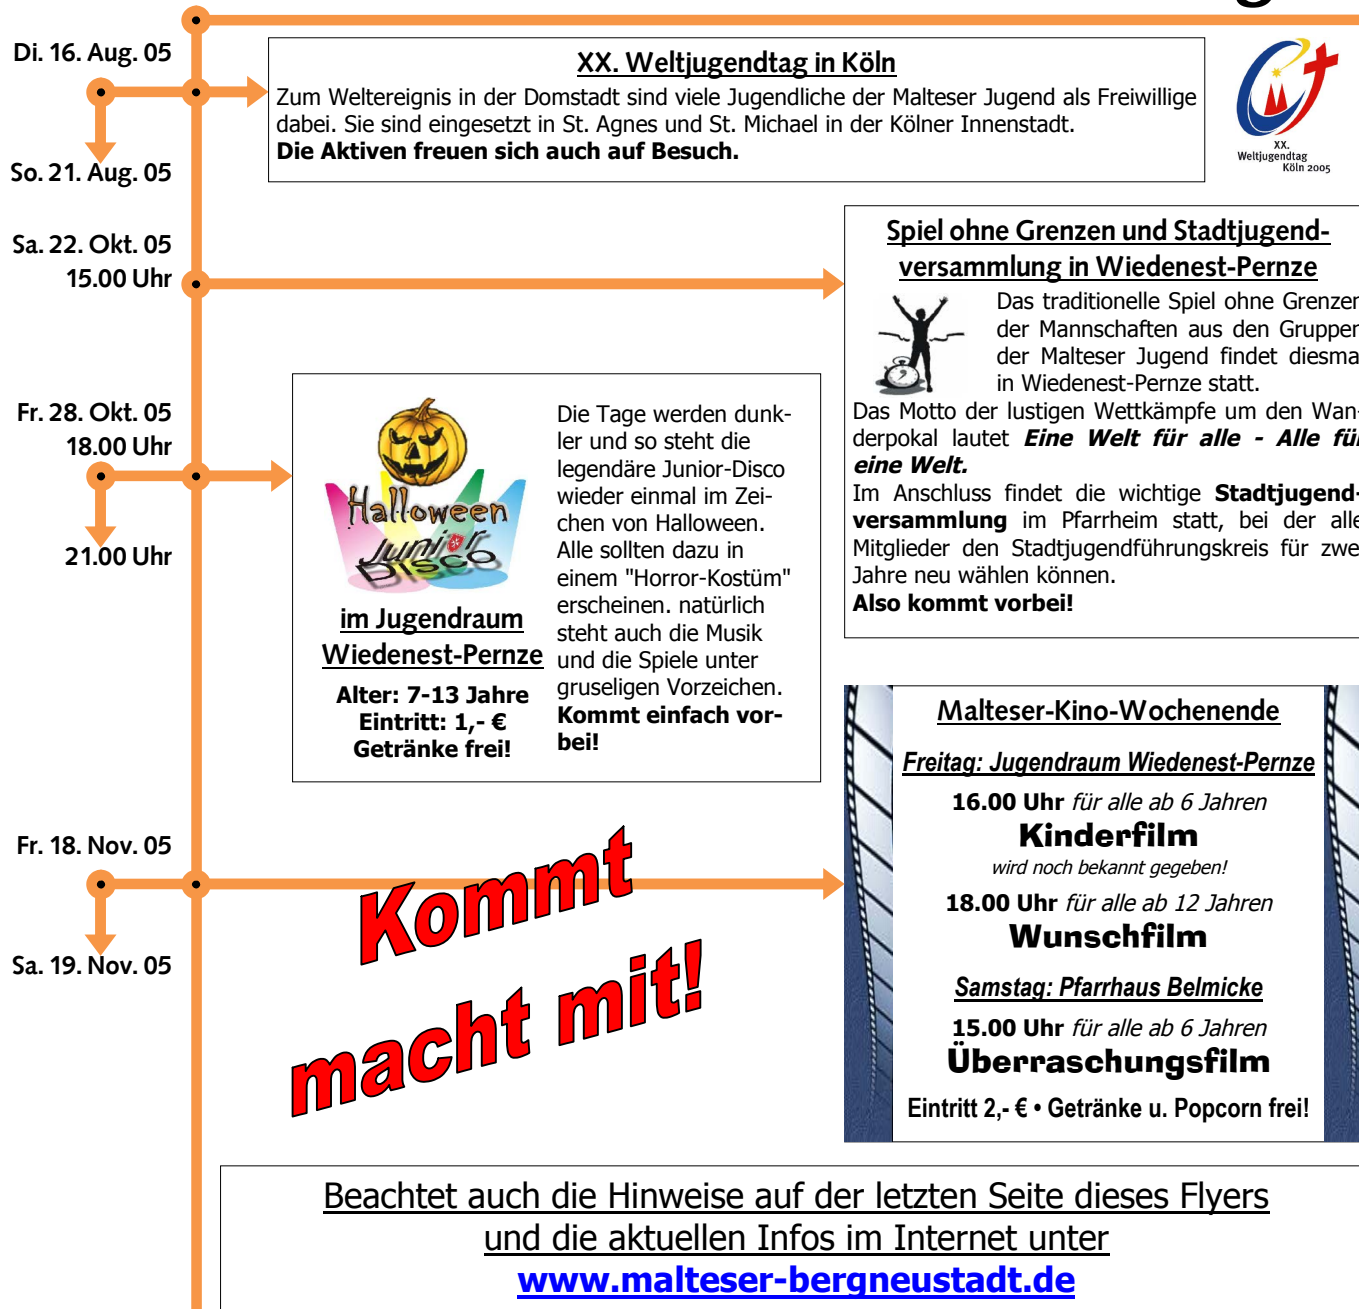 g
Di. 16. Aug. 05
So. 21. Aug. 05
XX. Weltjugendtag in Köln
Zum Weltereignis in der Domstadt sind viele Jugendliche der Malteser Jugend als Freiwillige
dabei. Sie sind eingesetzt in St. Agnes und St. Michael in der Kölner Innenstadt.
Die Aktiven freuen sich auch auf Besuch.
XX.
Weltjugendtag
Köln 2005
Sa. 22. Okt. 05
15.00 Uhr
Spiel ohne Grenzen und Stadtjugend-
versammlung in Wiedenest-Pernze
Das traditionelle Spiel ohne Grenzen
der Mannschaften aus den Gruppen
der Malteser Jugend findet diesma
in Wiedenest-Pernze statt.
Das Motto der lustigen Wettkämpfe um den Wan-
derpokal lautet Eine Welt für alle - Alle für
eine Welt.
Im Anschluss findet die wichtige Stadtjugend-
versammlung im Pfarrheim statt, bei der alle
Mitglieder den Stadtjugendführungskreis für zwe
Jahre neu wählen können.
Also kommt vorbei!
Fr. 28. Okt. 05
18.00 Uhr
21.00 Uhr
Halloween
Junior
Disco
im Jugendraum
Wiedenest-Pernze
Alter: 7-13 Jahre
Eintritt: 1,- €
Getränke frei!
Die Tage werden dunk-
ler und so steht die
legendäre Junior-Disco
wieder einmal im Zei-
chen von Halloween.
Alle sollten dazu in
einem "Horror-Kostüm"
erscheinen. natürlich
steht auch die Musik
und die Spiele unter
gruseligen Vorzeichen.
Kommt einfach vor-
bei!
Fr. 18. Nov. 05
Sa. 19. Nov. 05
Kommt
macht mit!
Malteser-Kino-Wochenende
Freitag: Jugendraum Wiedenest-Pernze
16.00 Uhr für alle ab 6 Jahren
Kinderfilm
wird noch bekannt gegeben!
18.00 Uhr für alle ab 12 Jahren
Wunschfilm
Samstag: Pfarrhaus Belmicke
15.00 Uhr für alle ab 6 Jahren
Überraschungsfilm
Eintritt 2,- € • Getränke u. Popcorn frei!
Beachtet auch die Hinweise auf der letzten Seite dieses Flyers
und die aktuellen Infos im Internet unter
www.malteser-bergneustadt.de